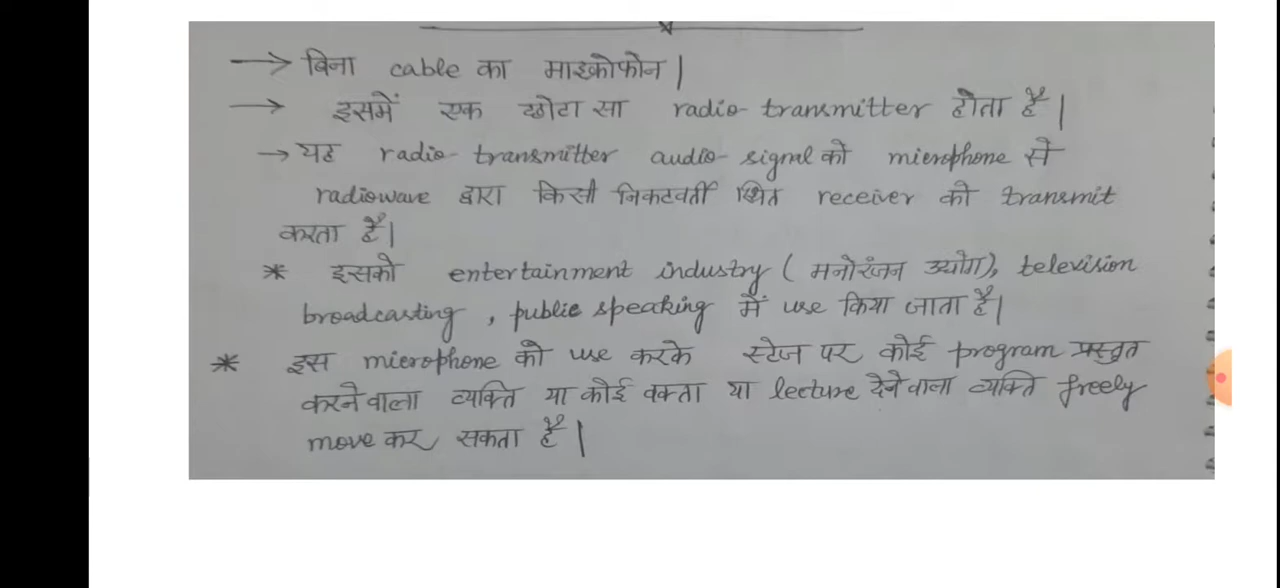 → बिना cable का माइक्रोफोन |
→ इसमें एक छोटा सा radio transmitter होता है |
→ यह radio-transmitter audio-signal को microphone से
radiowave द्वारा किसी निकटवर्ती स्थित receiver को transmit
करता है |
* इसको entertainment industry (मनोरंजन उद्योग), television
broadcasting, public speaking में use किया जाता है |
* इस microphone को use करके स्टेज पर कोई program प्रस्तुत
करने वाला व्यक्ति या कोई वक्ता या lecture देने वाला व्यक्ति freely
move कर सकता है |